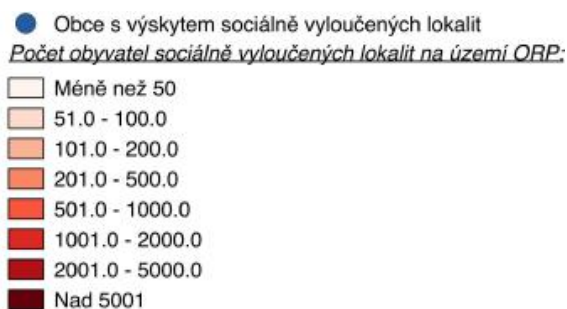 Obce s výskytem sociálně vyloučených lokalit
Počet obyvatel sociálně vyloučených lokalit na území ORP:
Méně než 50
51.0 - 100.0
101.0 - 200.0
201.0 - 500.0
501.0 - 1000.0
1001.0 - 2000.0
2001.0 - 5000.0
Nad 5001